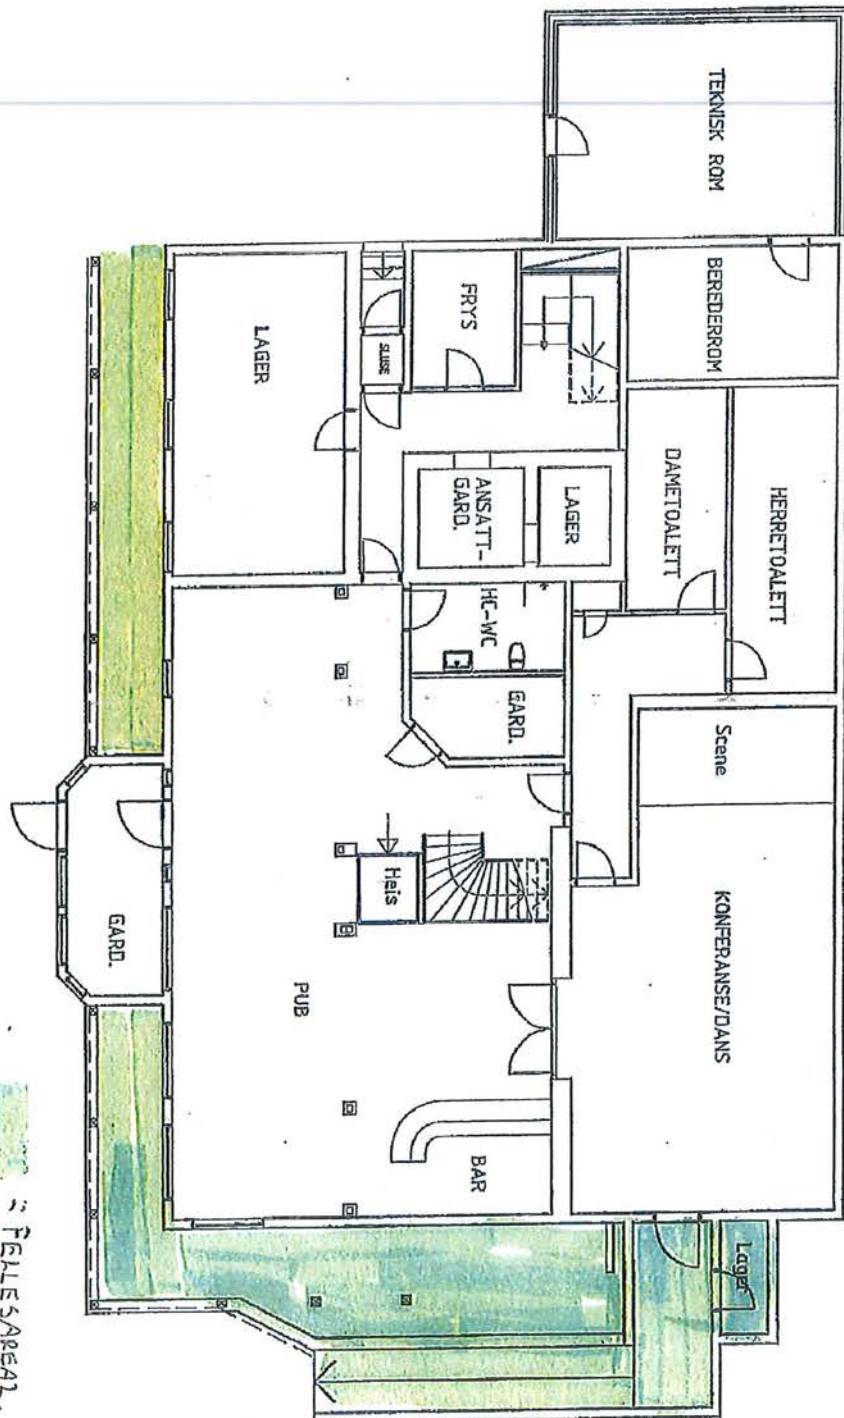 TEKNISK ROM
BEREDERROM
FRYS
SLUSE
LAGER
HERRETOALETT
DAMETOALETT
LAGER
ANSATT-
GARD.
HC-WC
GARD.
Scene
Heis
KONFERANSE/DANS
GARD.
PUB
BAR
Lager
: FELLESAREAL.